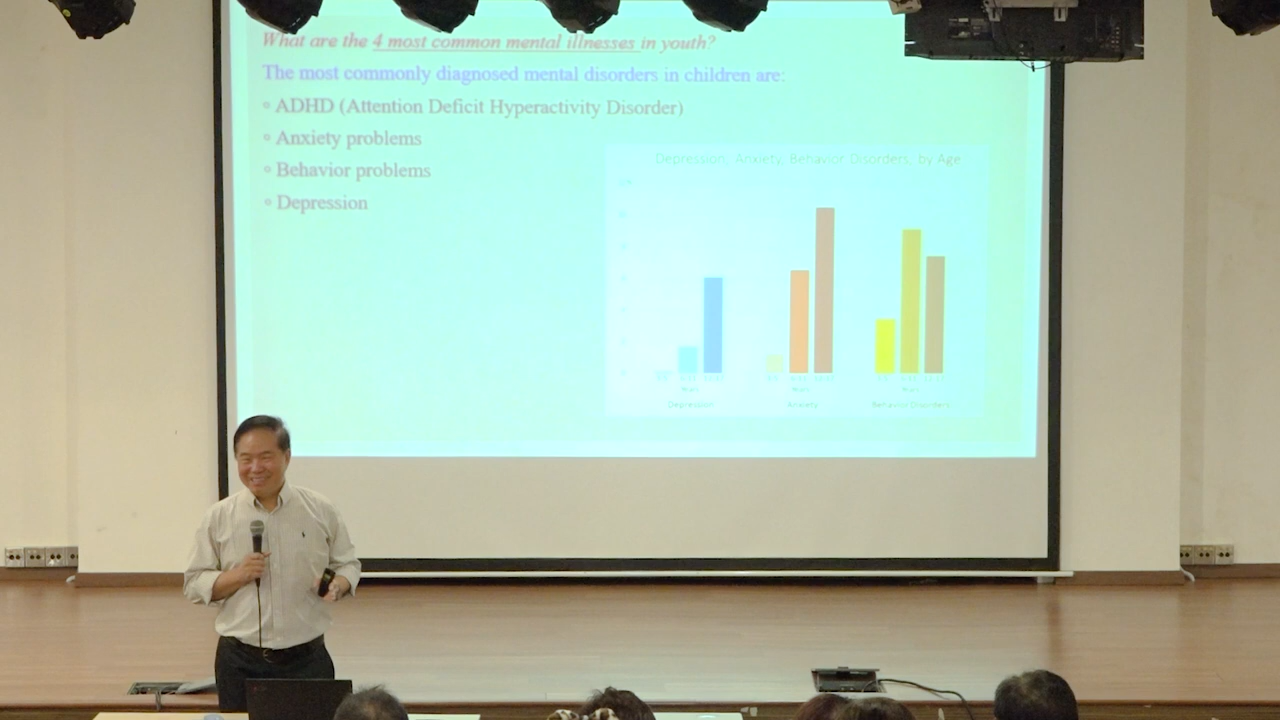 What are the 4 most common mental illnesses in youth?
The most commonly diagnosed mental disorders in children are:
ADHD (Attention Deficit Hyperactivity Disorder)
Anxiety problems
Behavior problems
Depression
Depression, Anxiety, Behavior Disorders, by Age
Depression
Anxiety
Behavior Disorders